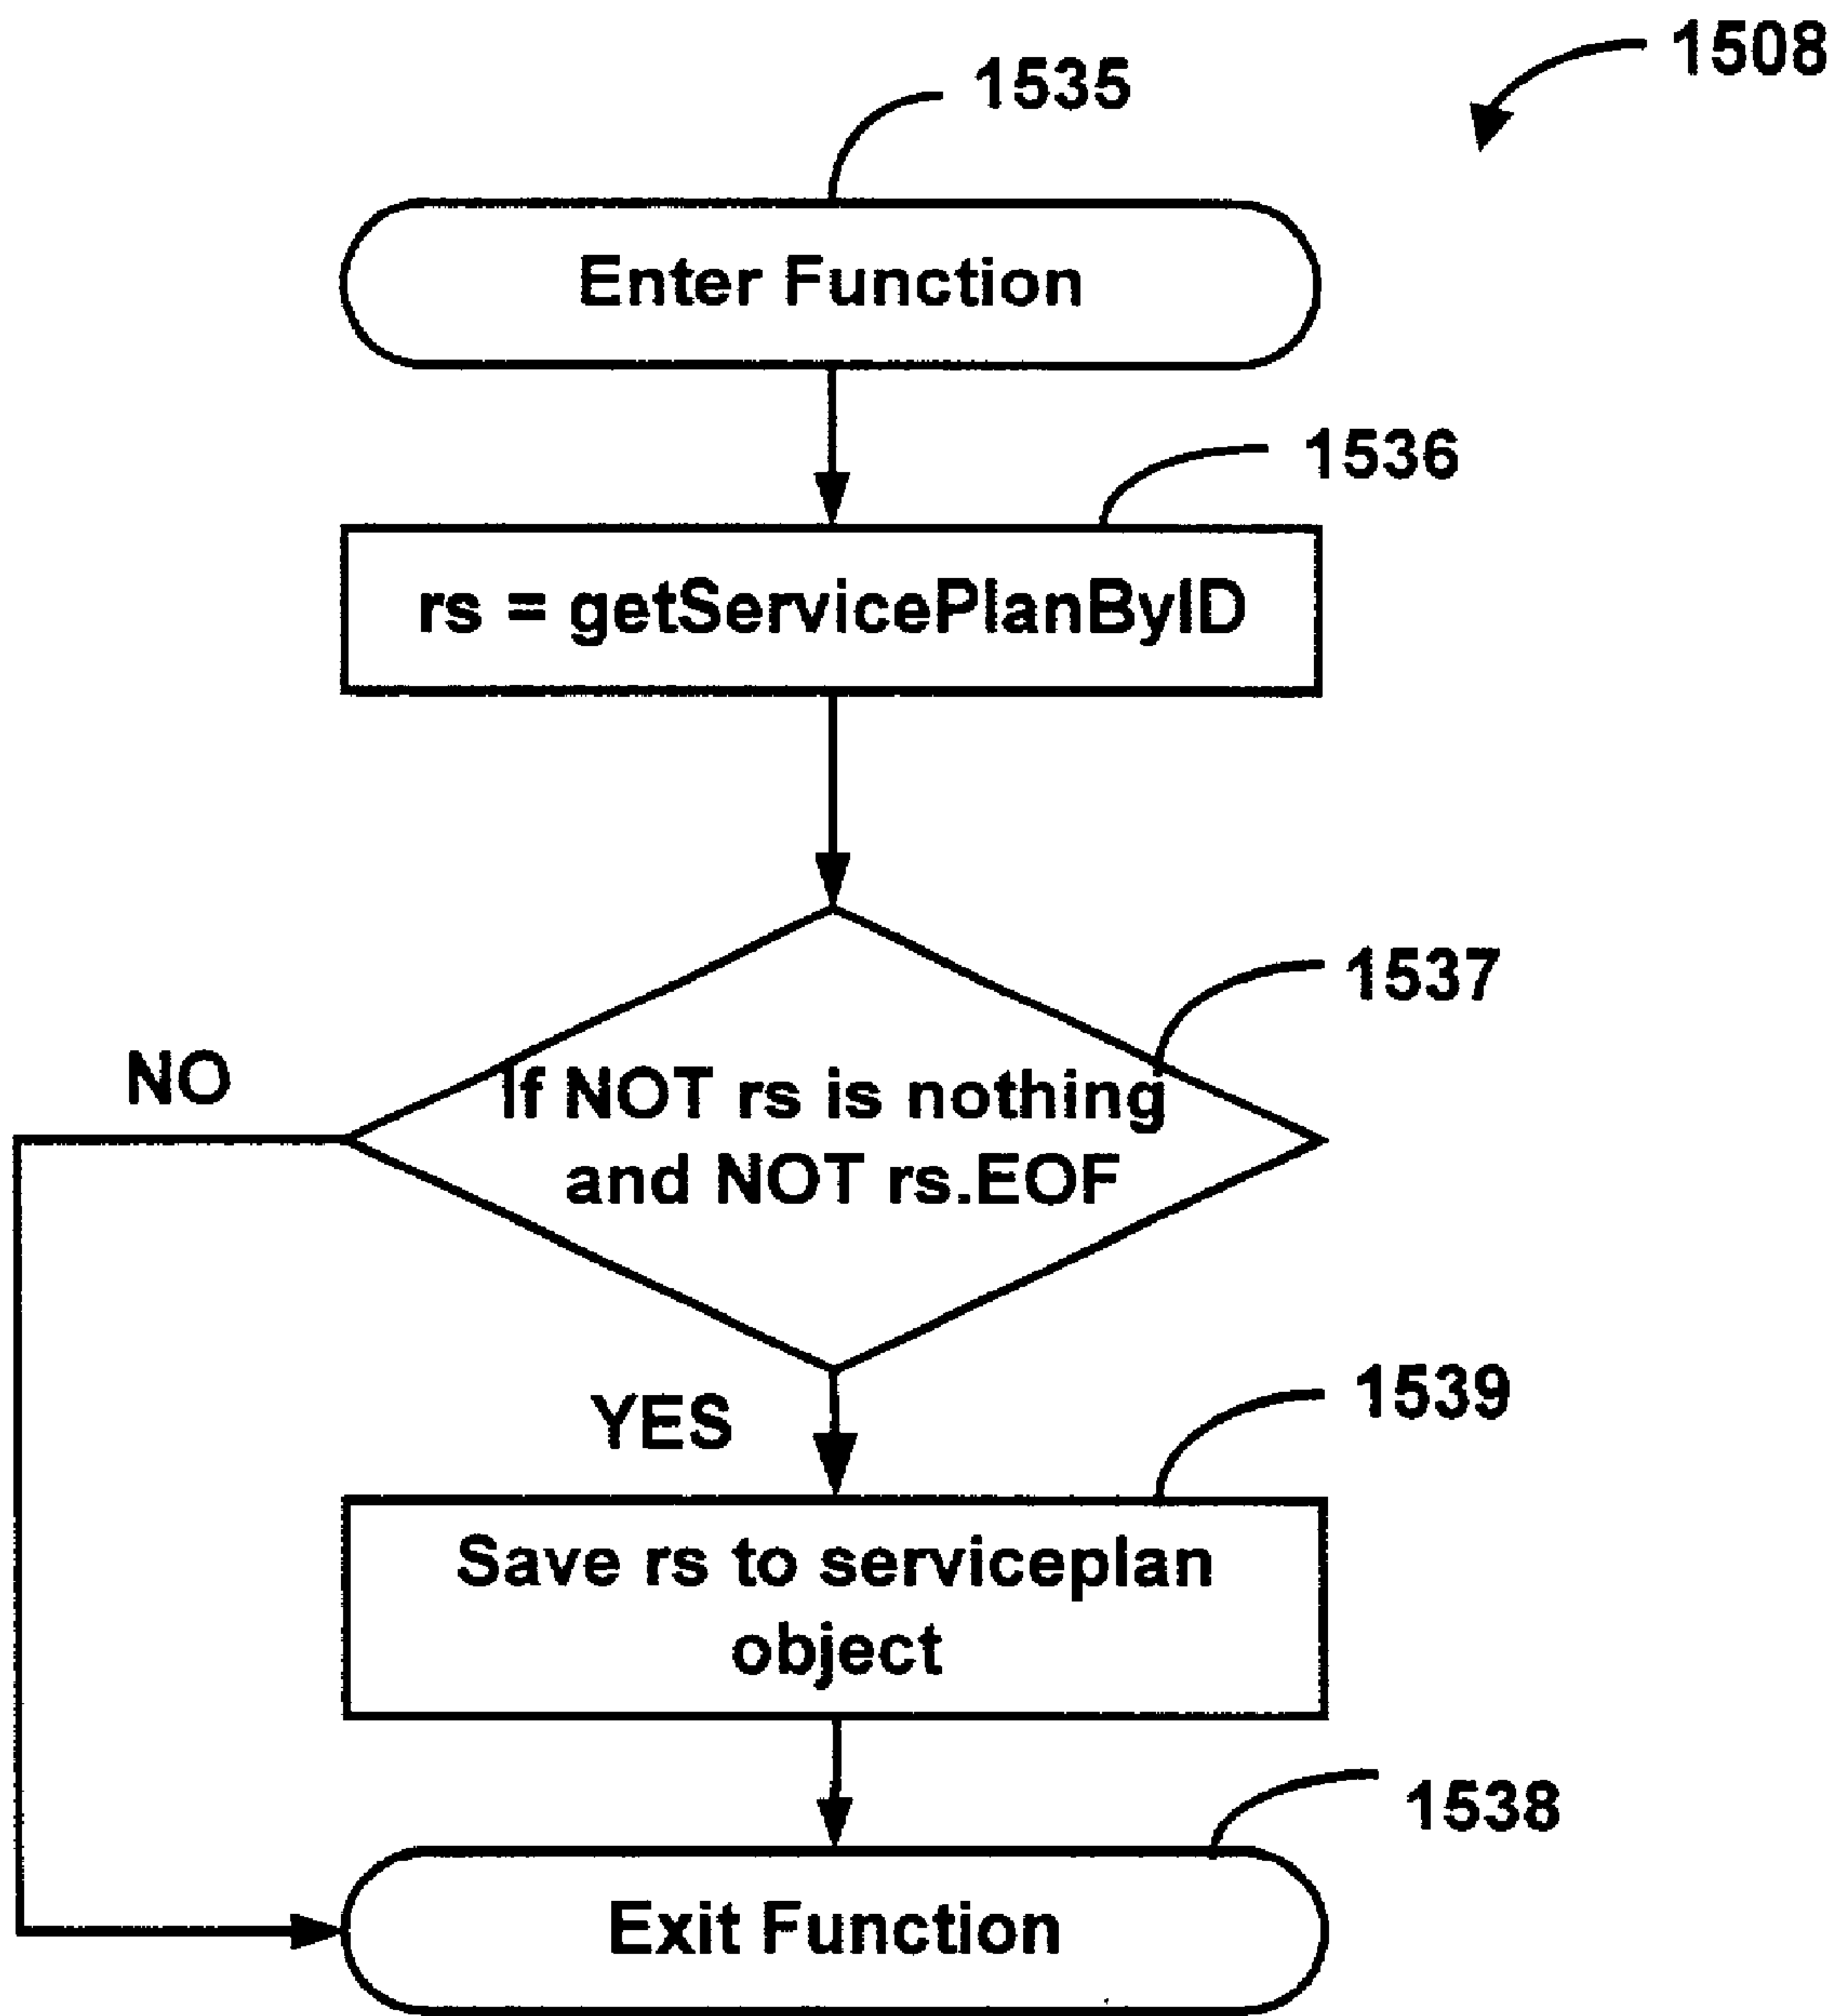 1508
1535
Enter Function
1536
rs = getServicePlanByID
1537
NO
If NOT rs is nothing
and NOT rs.EOF
YES
1539
Save rs to serviceplan
object
1538
Exit Function